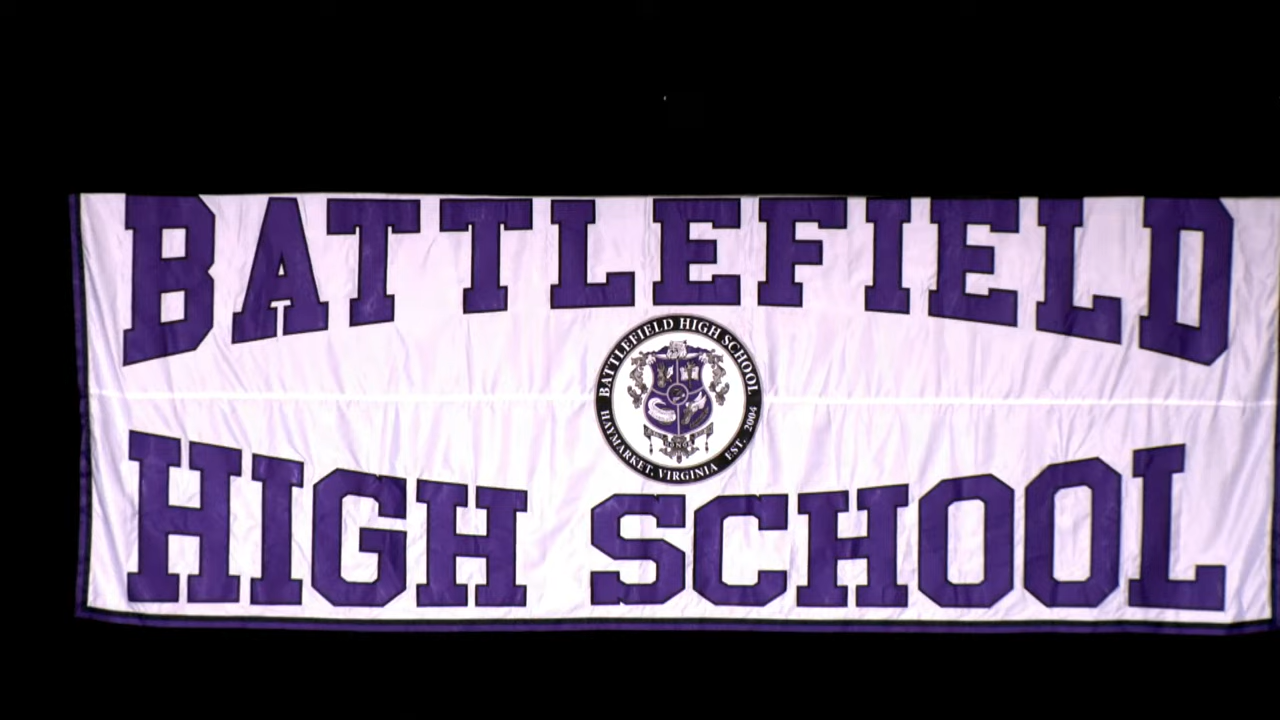 BATTLEFIELD
BATTLEFIELD HIGH SCHOOL
HAYMARKET, VIRGINIA EST. 2004
HIGH SCHOOL